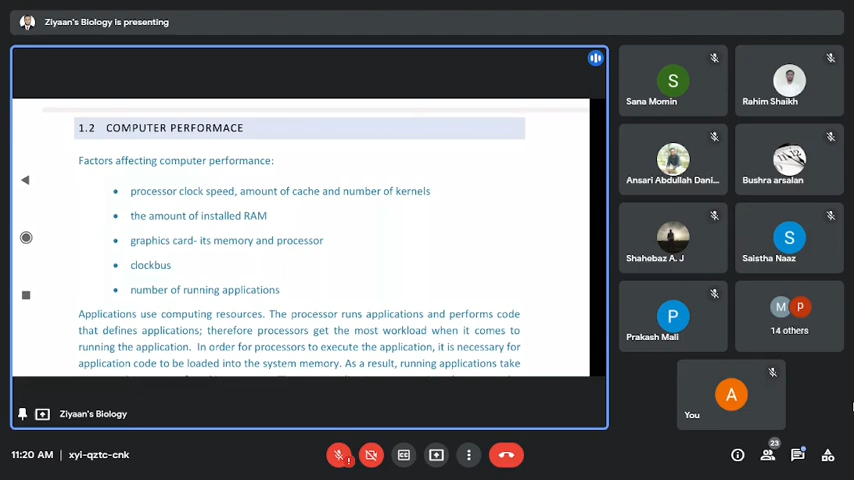 Ziyaan's Biology is presenting
1.2 COMPUTER PERFORMACE
Factors affecting computer performance:
• processor clock speed, amount of cache and number of kernels
• the amount of installed RAM
• graphics card- its memory and processor
• clockbus
• number of running applications
Applications use computing resources. The processor runs applications and performs code
that defines applications; therefore processors get the most workload when it comes to
running the application. In order for processors to execute the application, it is necessary for
application code to be loaded into the system memory. As a result, running applications take
Ziyaan's Biology
S
Sana Momin
Rahim Shaikh
Ansari Abdullah Dani...
Bushra arsalan
Shahebaz A. J
S
Saistha Naaz
P
Prakash Mali
M P
14 others
A
You
11:20 AM | xyl-qztc-cnk
23